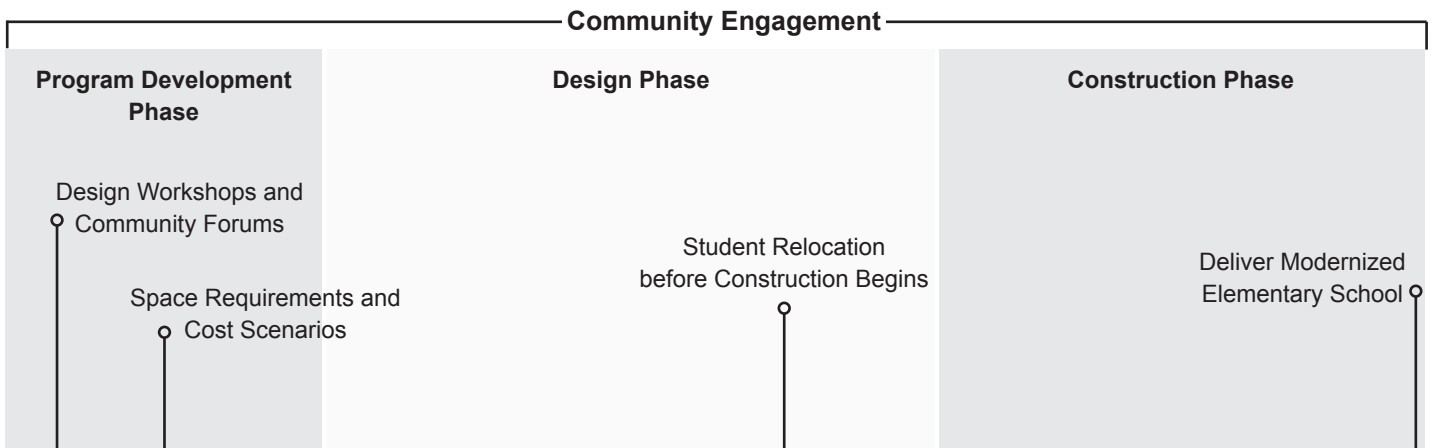 Community Engagement
Program Development
Phase
Design Phase
Construction Phase
Design Workshops and
Community Forums
Space Requirements and
Cost Scenarios
Student Relocation
before Construction Begins
Deliver Modernized
Elementary School